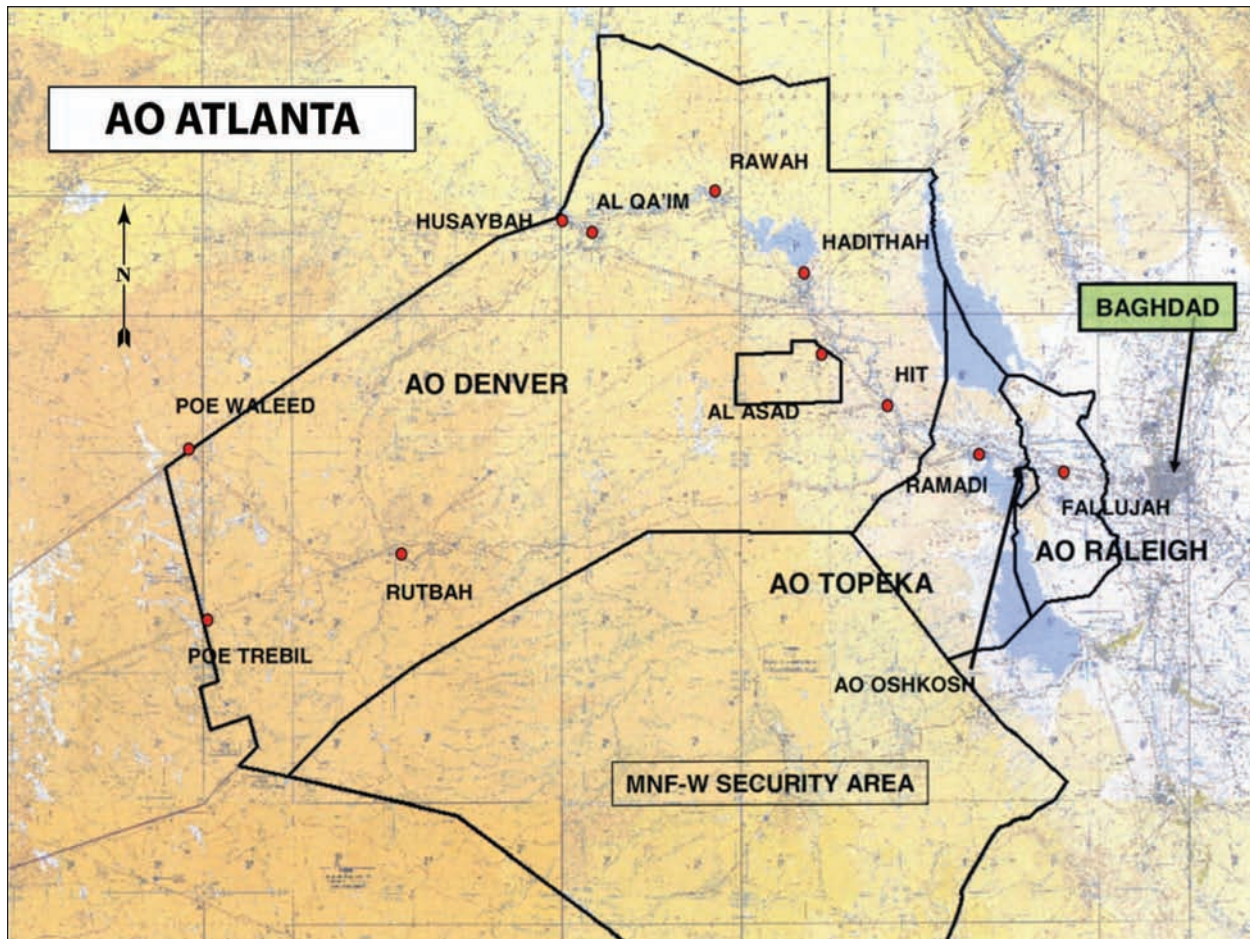 AO ATLANTA
N
RAWAH
HUSAYBAH
AL QA'IM
HADITHAH
BAGHDAD
AO DENVER
HIT
POE WALEED
AL ASAD
RAMADI
FALLUJAH
AO RALEIGH
RUTBAH
AO TOPEKA
POE TREBIL
AO OSHKOSH
MNF-W SECURITY AREA